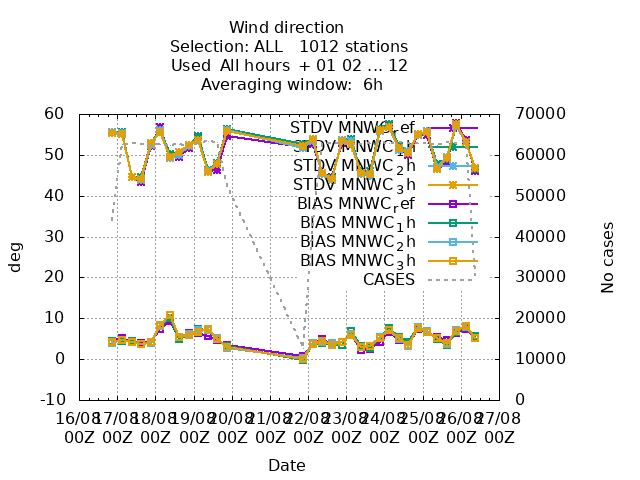 Wind direction
Selection: ALL   1012 stations
Used  All hours  + 01 02 ... 12
Averaging window:  6h
60 70000
STDV MNWC_ref
STDV MNWC_1h
50 60000
STDV MNWC_2h
STDV MNWC_3h
40 50000
BIAS MNWC_ref
BIAS MNWC_1h
30 40000
BIAS MNWC_2h
BIAS MNWC_3h
20 30000
CASES
deg
No cases
10 20000
0 10000
-10 0
16/08 17/08 18/08 19/08 20/08 21/08 22/08 23/08 24/08 25/08 26/08 27/08
00Z 00Z 00Z 00Z 00Z 00Z 00Z 00Z 00Z 00Z 00Z 00Z
Date